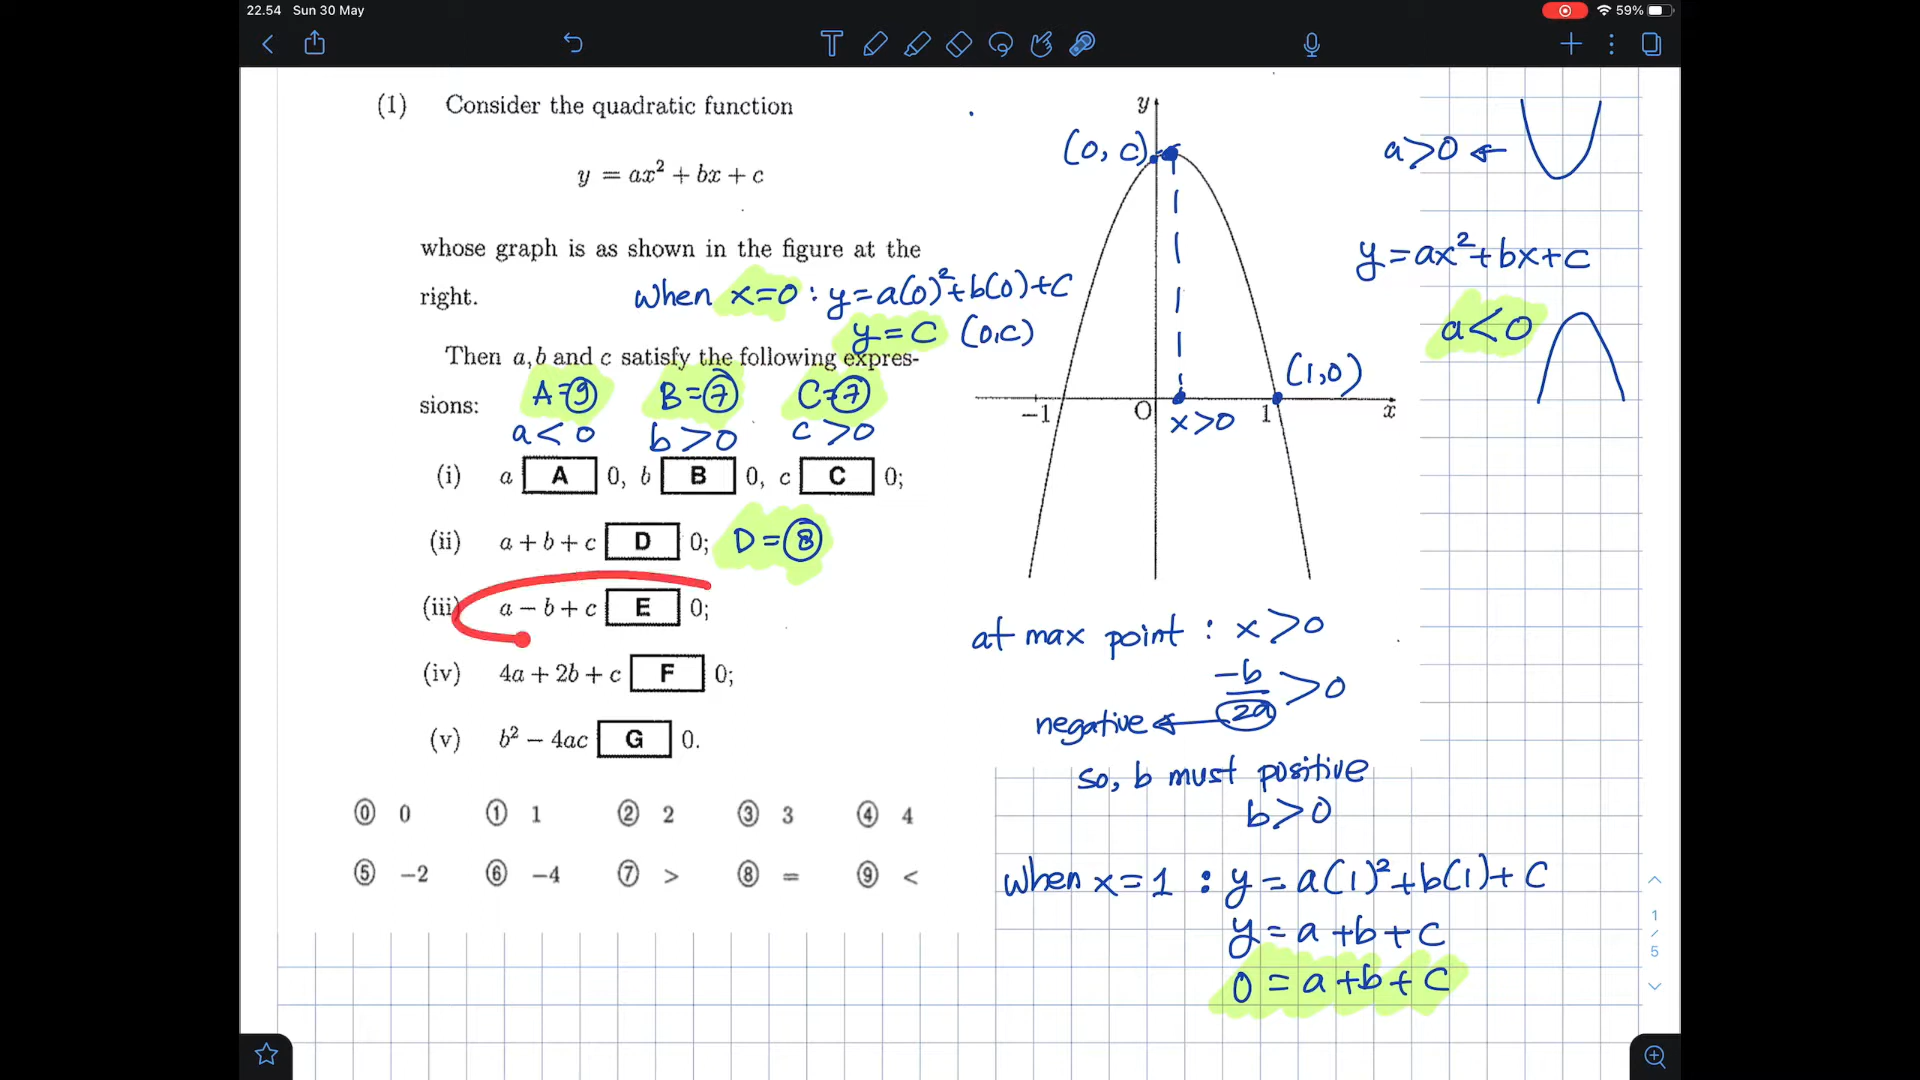 22.54 Sun 30 May
59%
(1) Consider the quadratic function
y = ax² + bx + c
whose graph is as shown in the figure at the
right.
when x=0 : y=a(0)²+b(0)+c
y=c (0,c)
Then a, b and c satisfy the following expres-
sions:
A=⑨ B=⑦ C=⑦
a<0 b>0 c>0
(i) a A 0, b B 0, c C 0;
(ii) a + b + c D 0; D=⑧
(iii) a − b + c E 0;
(iv) 4a + 2b + c F 0;
(v) b² − 4ac G 0.
⓪ 0 ① 1 ② 2 ③ 3 ④ 4
⑤ −2 ⑥ −4 ⑦ > ⑧ = ⑨ <
y
(0,c)
(1,0)
−1 O 1 x
x>0
a>0
y=ax²+bx+c
a<0
at max point : x>0
-b/2a >0
negative
so, b must positive
b>0
when x=1 : y=a(1)²+b(1)+c
y=a+b+c
0=a+b+c
1
/
5